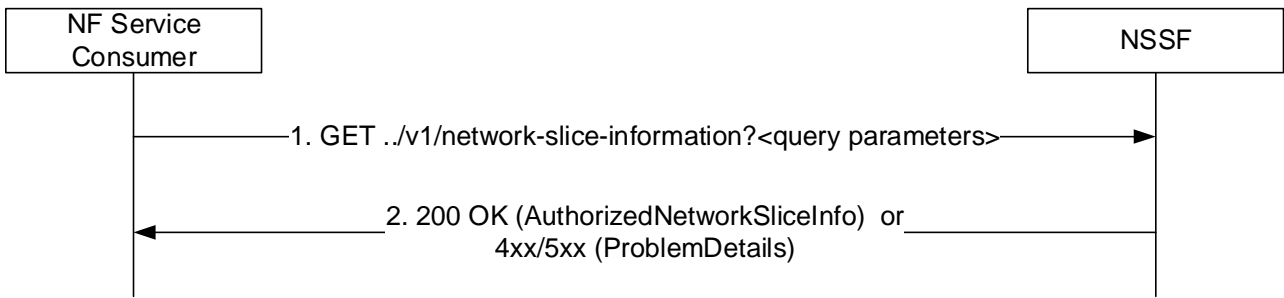 NF Service
Consumer
NSSF
1. GET ../v1/network-slice-information?<query parameters>
2. 200 OK (AuthorizedNetworkSliceInfo)  or
4xx/5xx (ProblemDetails)